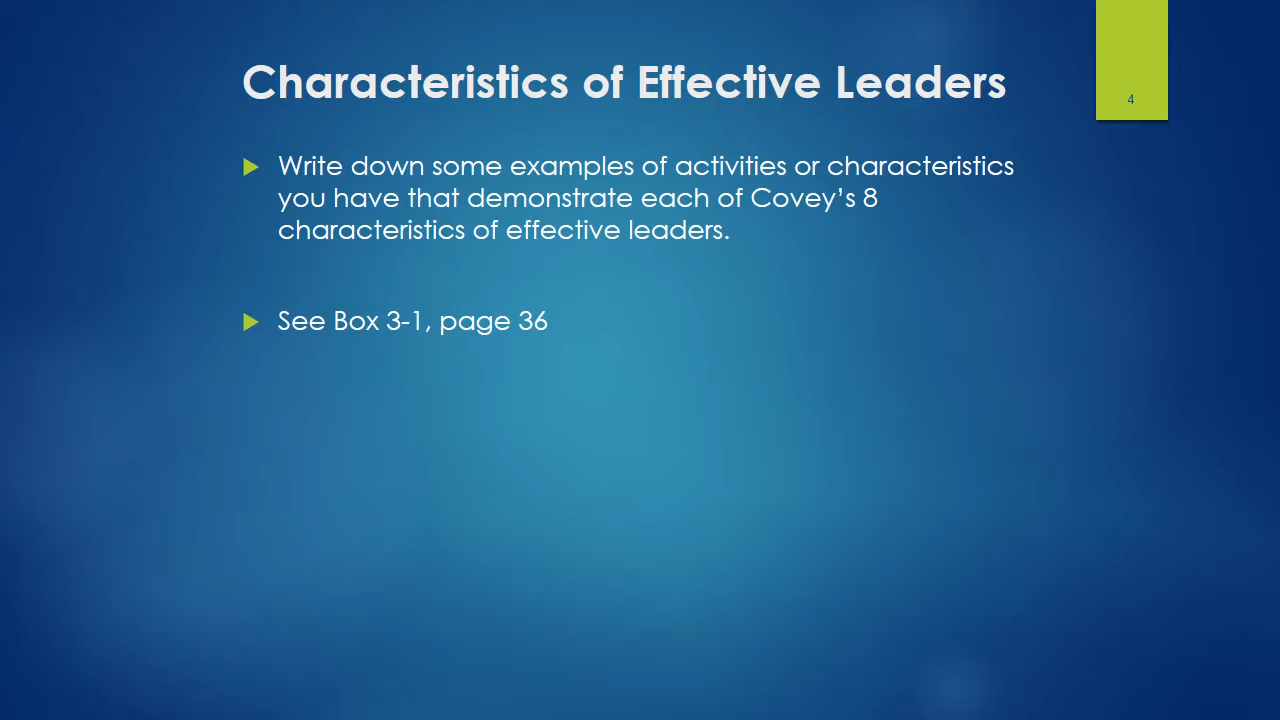 Characteristics of Effective Leaders
4
Write down some examples of activities or characteristics
you have that demonstrate each of Covey’s 8
characteristics of effective leaders.
See Box 3-1, page 36